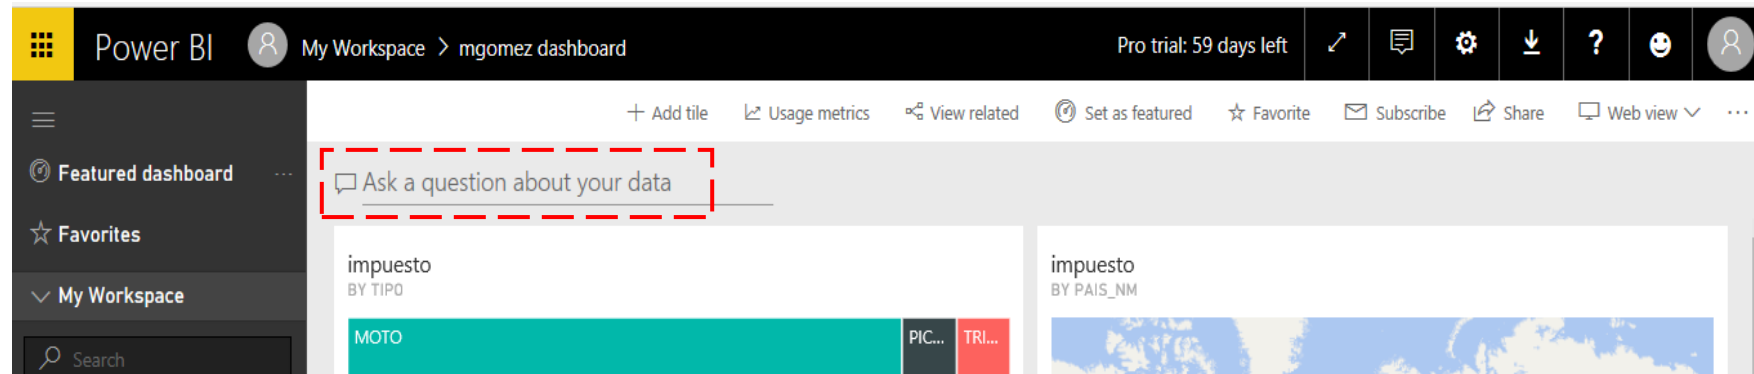 Power BI My Workspace > mgomez dashboard Pro trial: 59 days left ?
+ Add tile Usage metrics View related Set as featured Favorite Subscribe Share Web view ...
Featured dashboard ...
Ask a question about your data
Favorites
My Workspace
Search
impuesto
BY TIPO
MOTO PIC... TRI...
impuesto
BY PAIS_NM